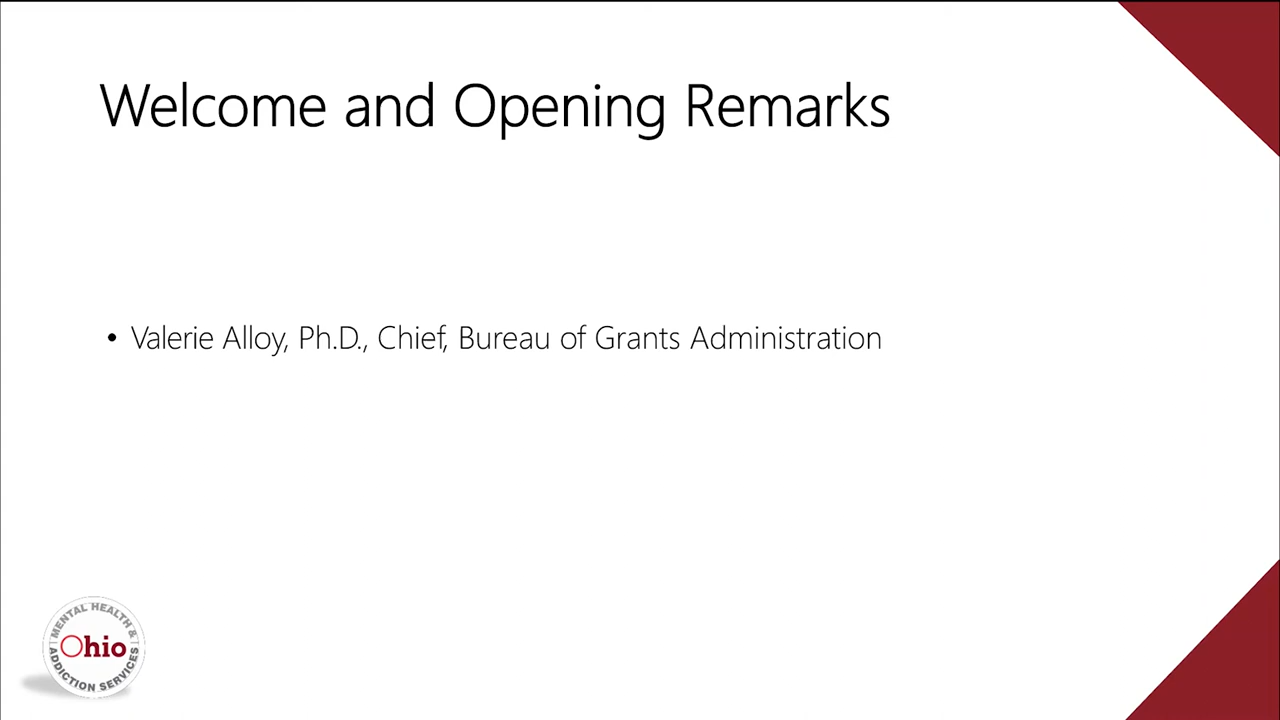 Welcome and Opening Remarks
• Valerie Alloy, Ph.D., Chief, Bureau of Grants Administration
MENTAL HEALTH &
Ohio
ADDICTION SERVICES